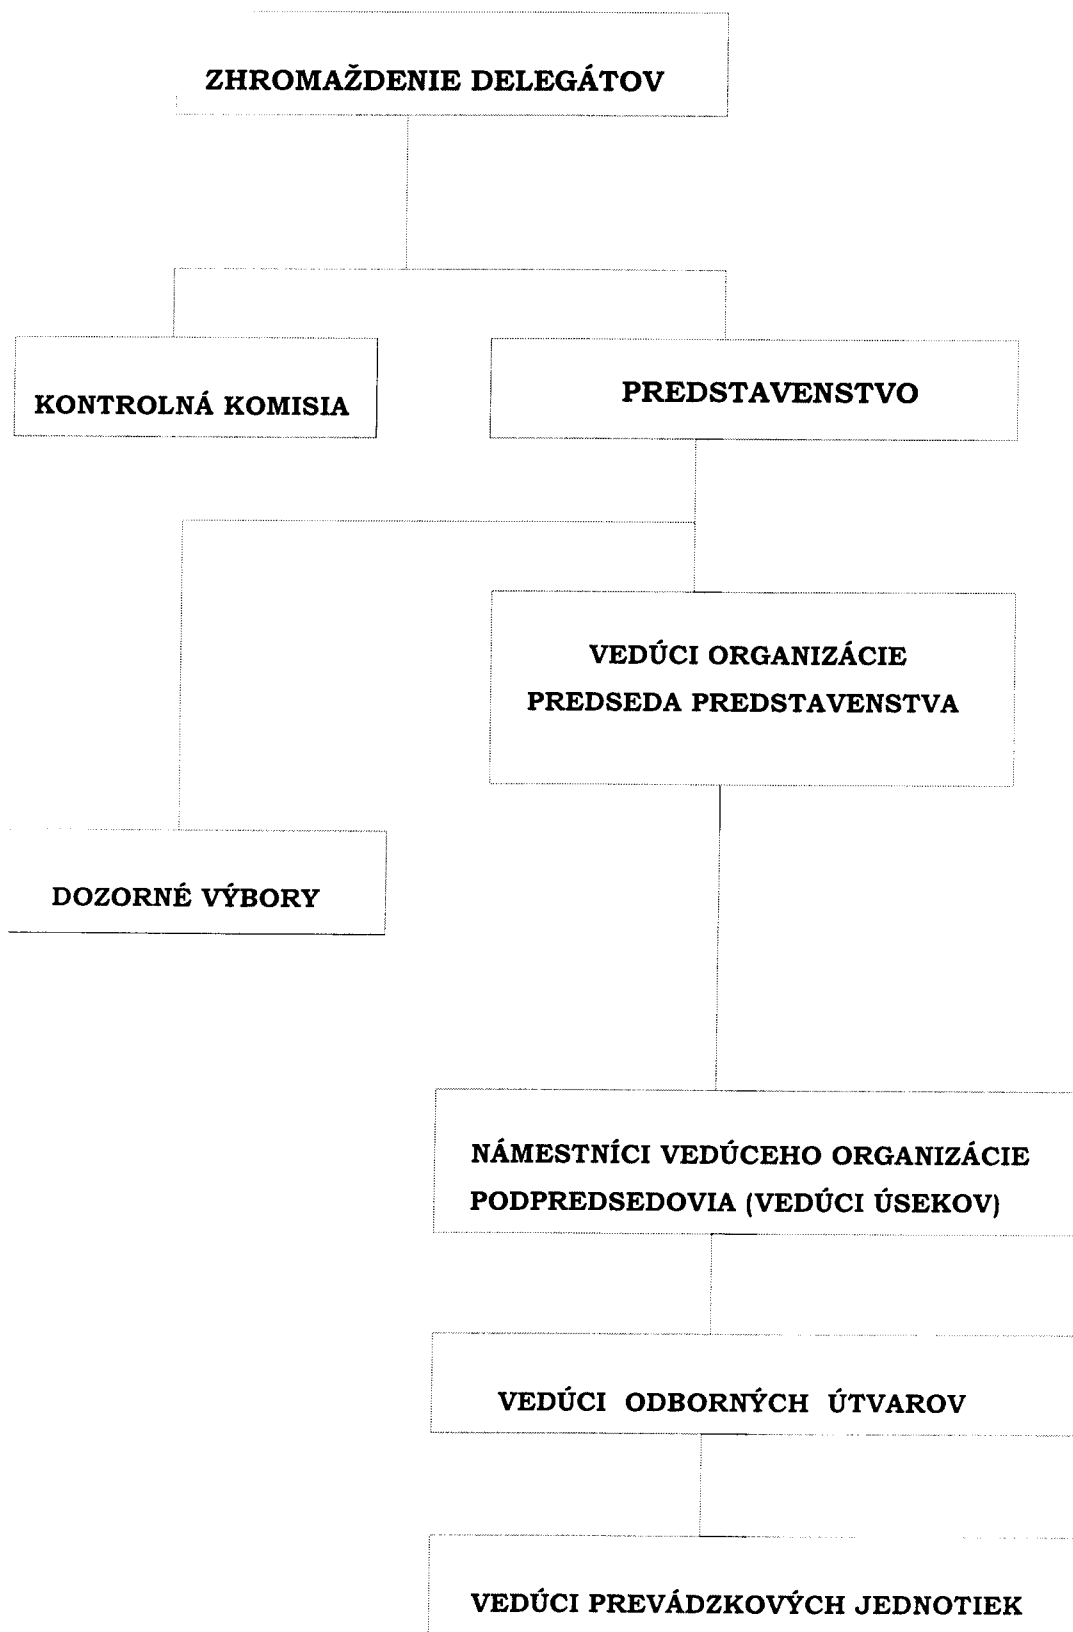 ZHROMAŽDENIE DELEGÁTOV
KONTROLNÁ KOMISIA
PREDSTAVENSTVO
VEDÚCI ORGANIZÁCIE
PREDSEDA PREDSTAVENSTVA
DOZORNÉ VÝBORY
NÁMESTNÍCI VEDÚCEHO ORGANIZÁCIE
PODPREDSEDOVIA (VEDÚCI ÚSEKOV)
VEDÚCI ODBORNÝCH ÚTVAROV
VEDÚCI PREVÁDZKOVÝCH JEDNOTIEK